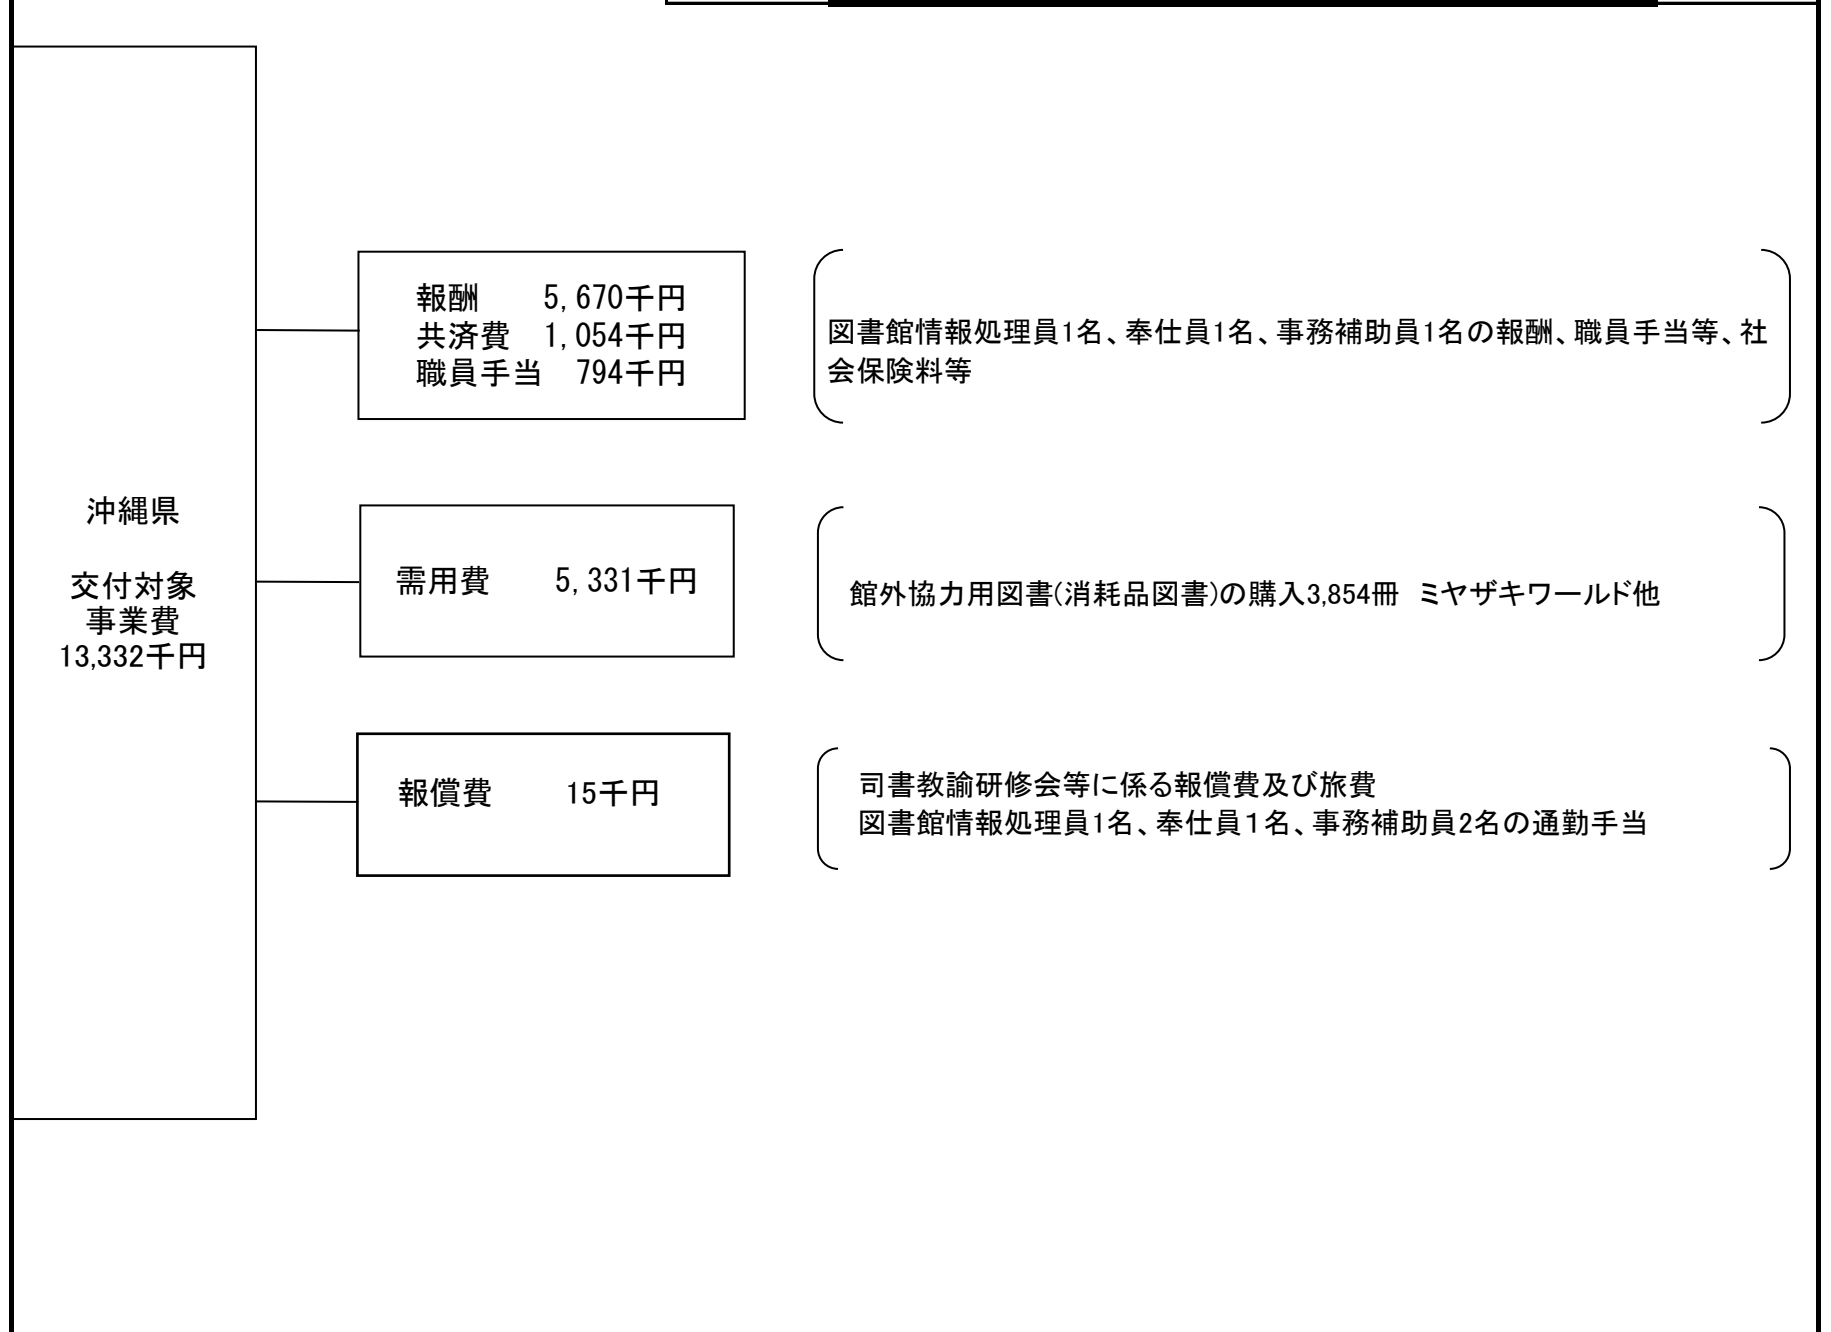 沖縄県
交付対象
事業費
13,332千円
報酬　　5,670千円
共済費　1,054千円
職員手当　794千円
図書館情報処理員1名、奉仕員1名、事務補助員1名の報酬、職員手当等、社
会保険料等
需用費　　5,331千円
館外協力用図書(消耗品図書)の購入3,854冊　ミヤザキワールド他
報償費　　15千円
司書教諭研修会等に係る報償費及び旅費
図書館情報処理員1名、奉仕員１名、事務補助員2名の通勤手当